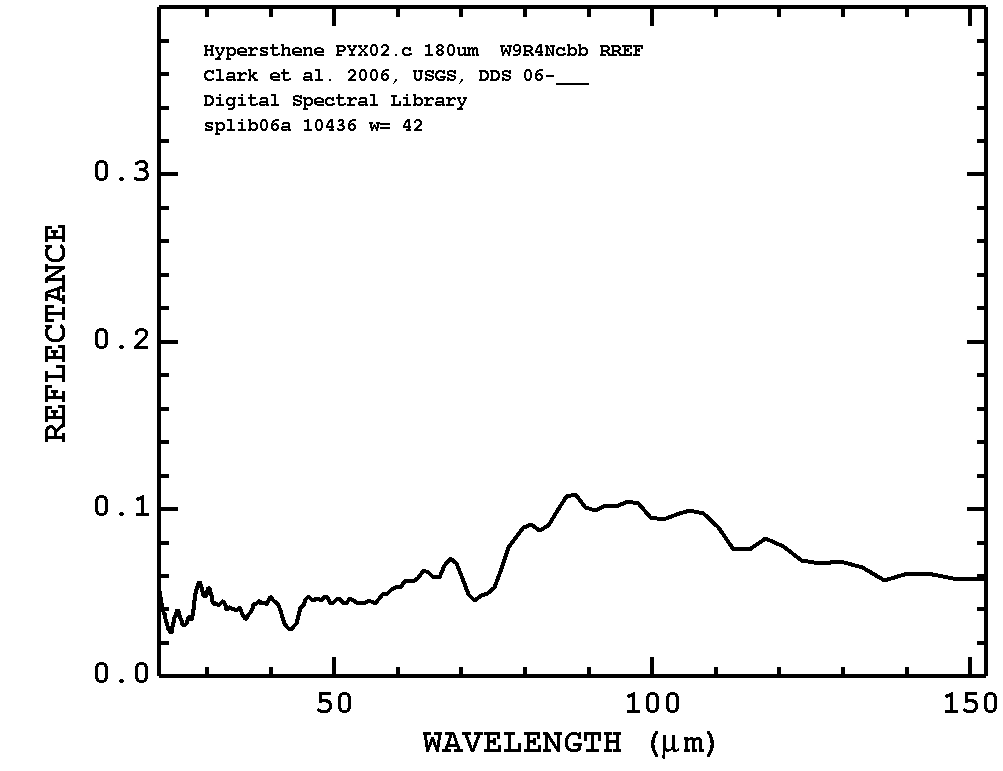 Hypersthene PYX02.c 180um W9R4Ncbb RREF
Clark et al. 2006, USGS, DDS 06-___
Digital Spectral Library
splib06a 10436 w= 42
REFLECTANCE
0.3
0.2
0.1
0.0
50 100 150
WAVELENGTH (μm)